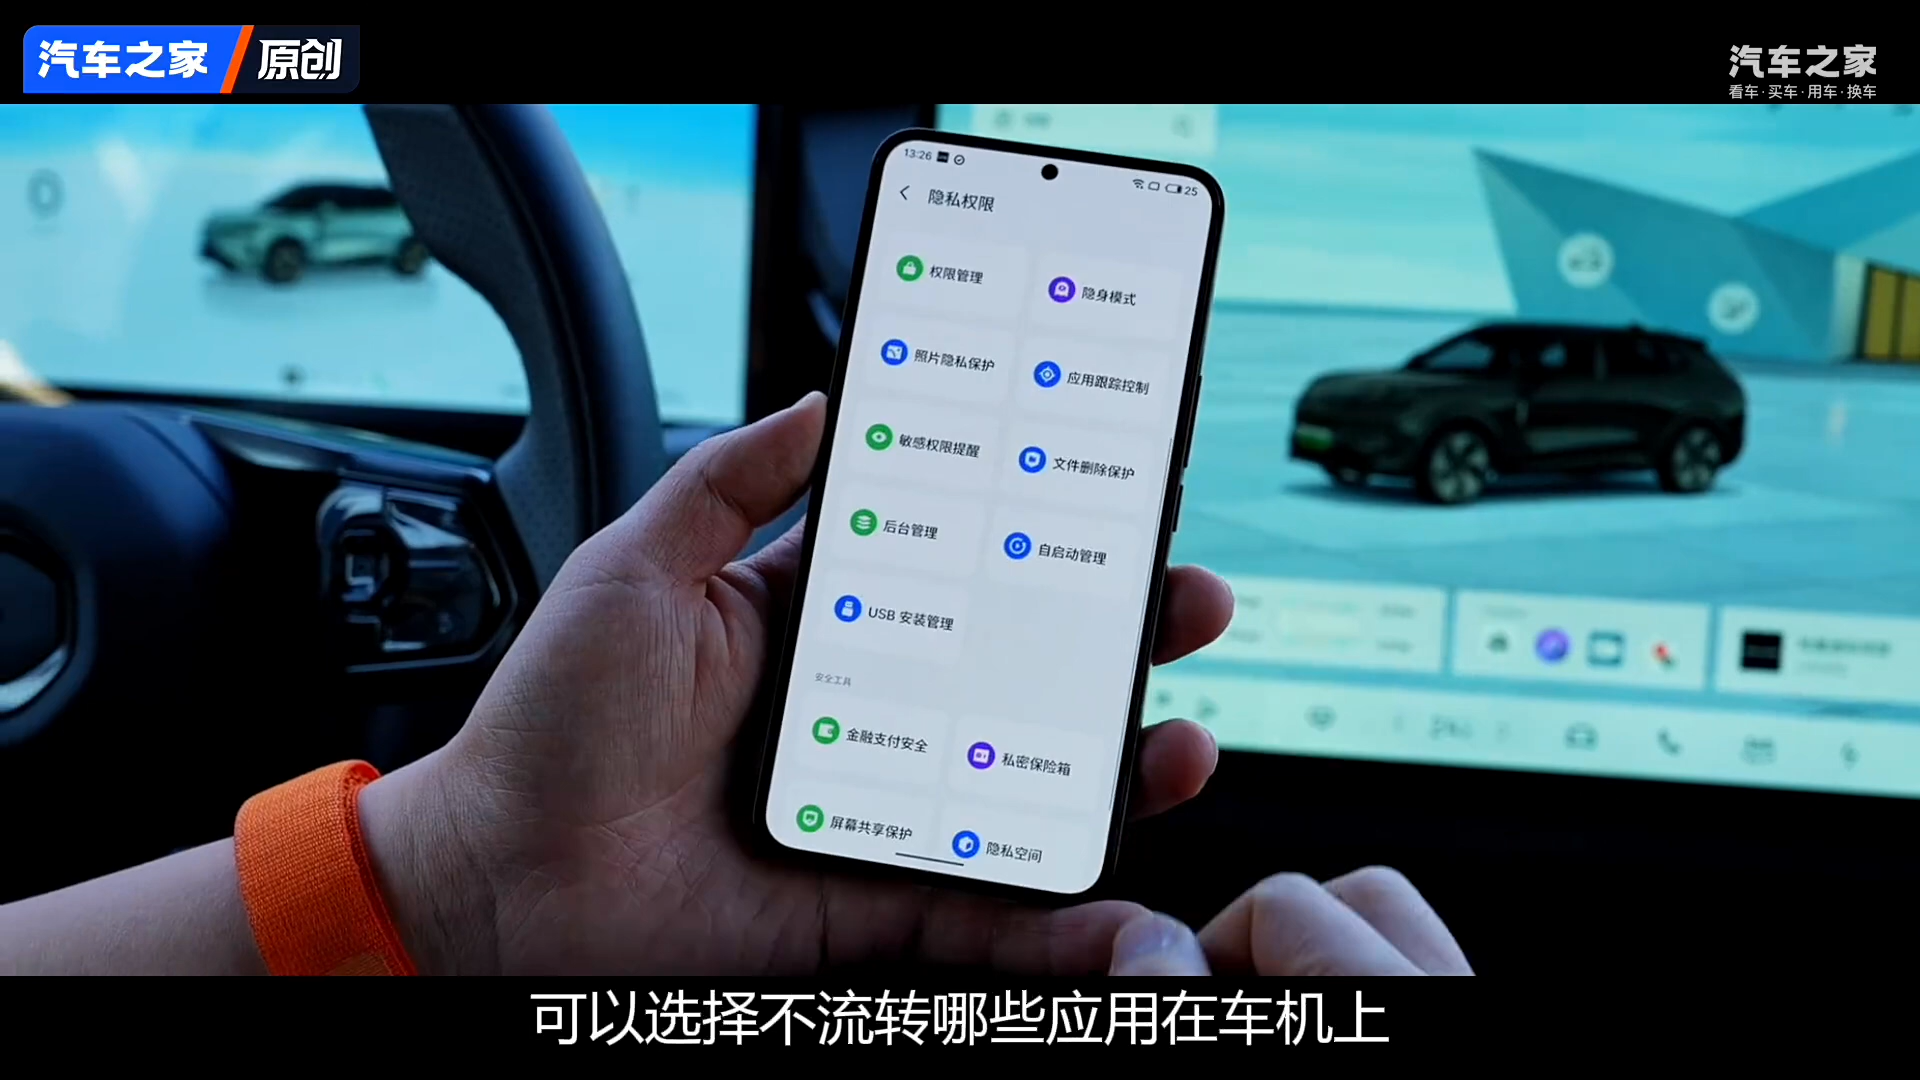 汽车之家 原创
汽车之家
看车·买车·用车·换车
13:26
25
隐私权限
权限管理
隐身模式
照片隐私保护
应用跟踪控制
敏感权限提醒
文件删除保护
后台管理
自启动管理
USB 安装管理
安全工具
金融支付安全
私密保险箱
屏幕共享保护
隐私空间
可以选择不流转哪些应用在车机上